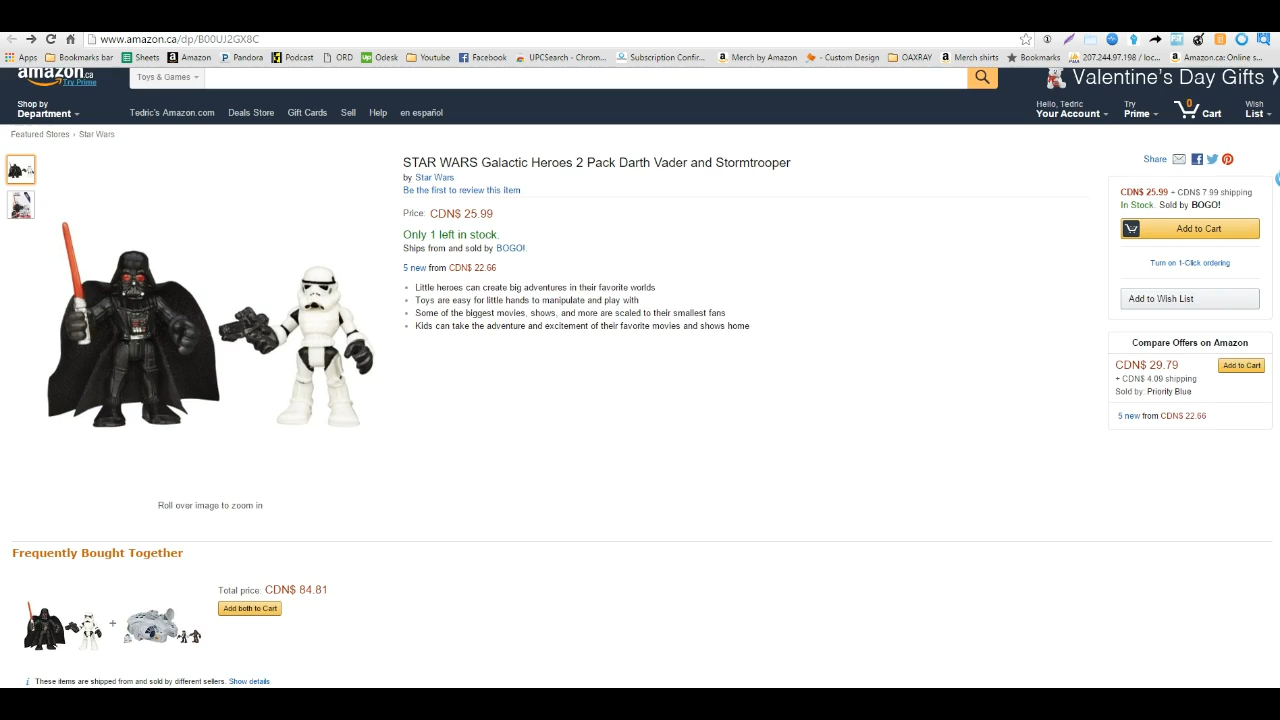 www.amazon.ca/dp/B00UJ2GX8C
Apps Bookmarks bar Sheets Amazon Pandora Podcast ORD Odesk Youtube Facebook UPCSearch - Chrom... Subscription Confir... Merch by Amazon - Custom Design OAXRAY Merch shirts Bookmarks 207.244.97.198 / loc... Amazon.ca: Online s...
amazon.ca
Try Prime
Toys & Games
Valentine's Day Gifts
Shop by
Department
Tedric's Amazon.com Deals Store Gift Cards Sell Help en español
Hello, Tedric
Your Account
Try
Prime
0
Cart
Wish
List
Featured Stores › Star Wars
STAR WARS Galactic Heroes 2 Pack Darth Vader and Stormtrooper
by Star Wars
Be the first to review this item
Price: CDN$ 25.99
Only 1 left in stock.
Ships from and sold by BOGO!.
5 new from CDN$ 22.66
Little heroes can create big adventures in their favorite worlds
Toys are easy for little hands to manipulate and play with
Some of the biggest movies, shows, and more are scaled to their smallest fans
Kids can take the adventure and excitement of their favorite movies and shows home
Share
CDN$ 25.99 + CDN$ 7.99 shipping
In Stock. Sold by BOGO!
Add to Cart
Turn on 1-Click ordering
Add to Wish List
Compare Offers on Amazon
CDN$ 29.79
Add to Cart
+ CDN$ 4.09 shipping
Sold by: Priority Blue
5 new from CDN$ 22.66
Roll over image to zoom in
Frequently Bought Together
Total price: CDN$ 84.81
Add both to Cart
+
These items are shipped from and sold by different sellers. Show details